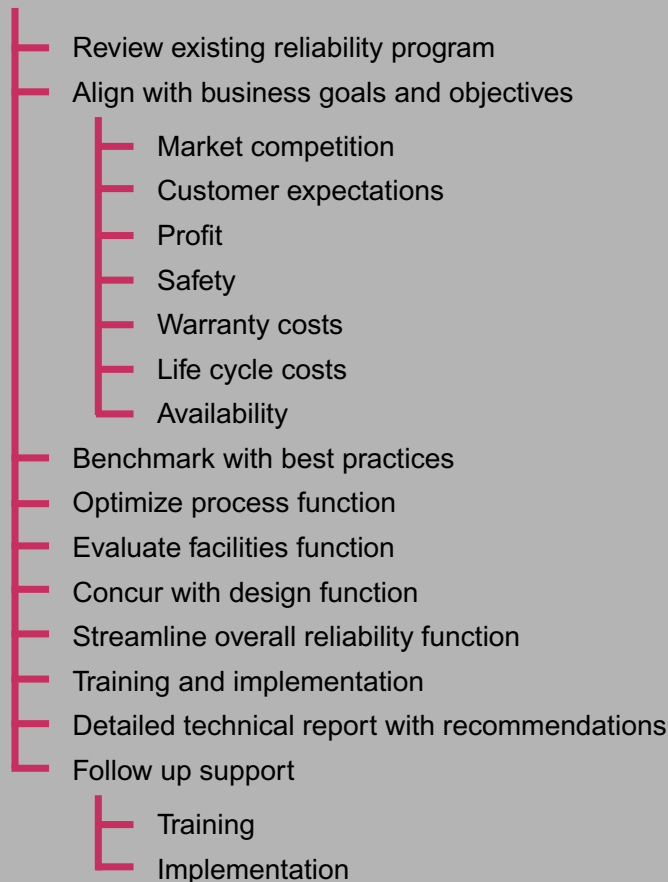 Review existing reliability program
Align with business goals and objectives
Market competition
Customer expectations
Profit
Safety
Warranty costs
Life cycle costs
Availability
Benchmark with best practices
Optimize process function
Evaluate facilities function
Concur with design function
Streamline overall reliability function
Training and implementation
Detailed technical report with recommendations
Follow up support
Training
Implementation